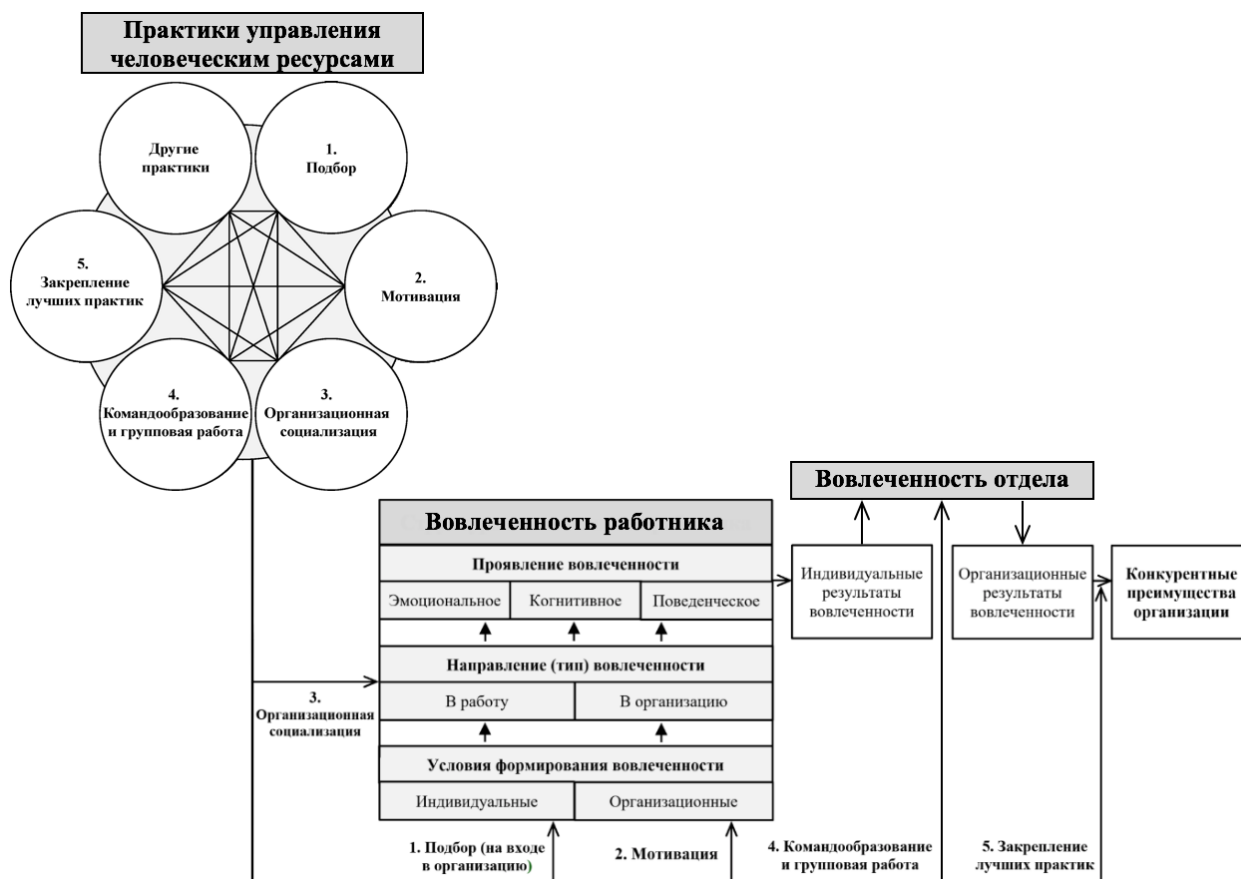 Практики управления
человеческим ресурсами
Другие
практики
1.
Подбор
5.
Закрепление
лучших практик
2.
Мотивация
4.
Командообразование
и групповая работа
3.
Организационная
социализация
Вовлеченность отдела
Вовлеченность работника
Проявление вовлеченности
Эмоциональное
Когнитивное
Поведенческое
Индивидуальные
результаты
вовлеченности
Организационные
результаты
вовлеченности
Конкурентные
преимущества
организации
Направление (тип) вовлеченности
В работу
В организацию
3.
Организационная
социализация
Условия формирования вовлеченности
Индивидуальные
Организационные
1. Подбор (на входе
в организацию)
2. Мотивация
4. Командообразование
и групповая работа
5. Закрепление
лучших практик